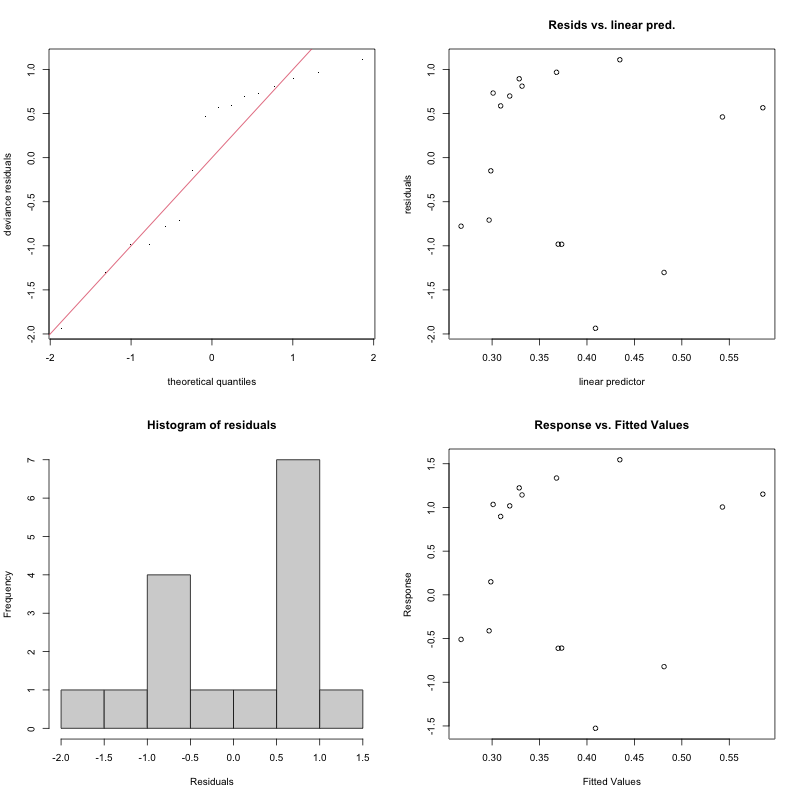 deviance residuals
1.0
0.5
0.0
-0.5
-1.0
-1.5
-2.0
-2 -1 0 1 2
theoretical quantiles
Resids vs. linear pred.
residuals
1.0
0.5
0.0
-0.5
-1.0
-1.5
-2.0
0.30 0.35 0.40 0.45 0.50 0.55
linear predictor
Histogram of residuals
Frequency
7
6
5
4
3
2
1
0
-2.0 -1.5 -1.0 -0.5 0.0 0.5 1.0 1.5
Residuals
Response vs. Fitted Values
Response
1.5
1.0
0.5
0.0
-0.5
-1.0
-1.5
0.30 0.35 0.40 0.45 0.50 0.55
Fitted Values